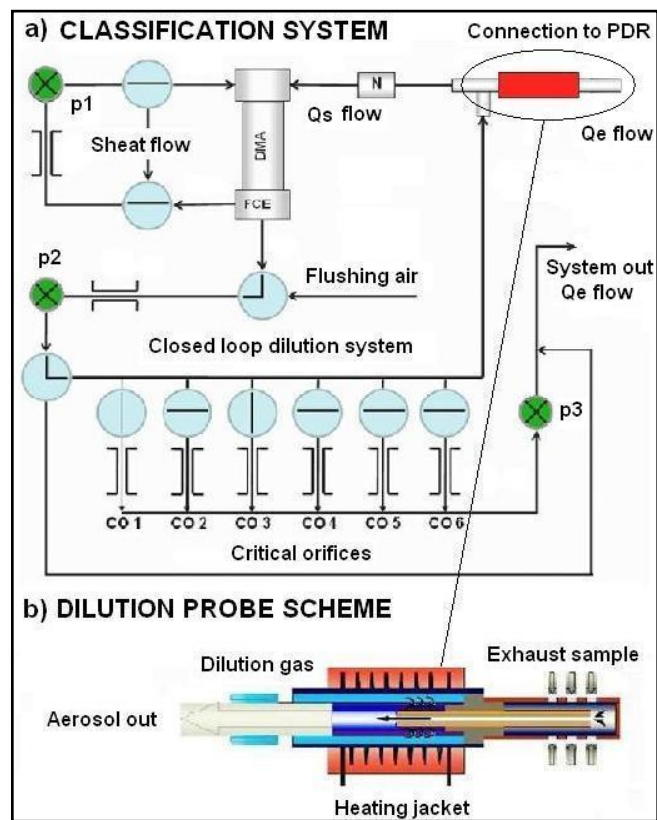 a) CLASSIFICATION SYSTEM
Connection to PDR
p1
N
Qs flow
Qe flow
Sheat flow
DMA
FCE
p2
Flushing air
System out
Qe flow
Closed loop dilution system
p3
CO 1 CO 2 CO 3 CO 4 CO 5 CO 6
Critical orifices
b) DILUTION PROBE SCHEME
Dilution gas
Exhaust sample
Aerosol out
Heating jacket